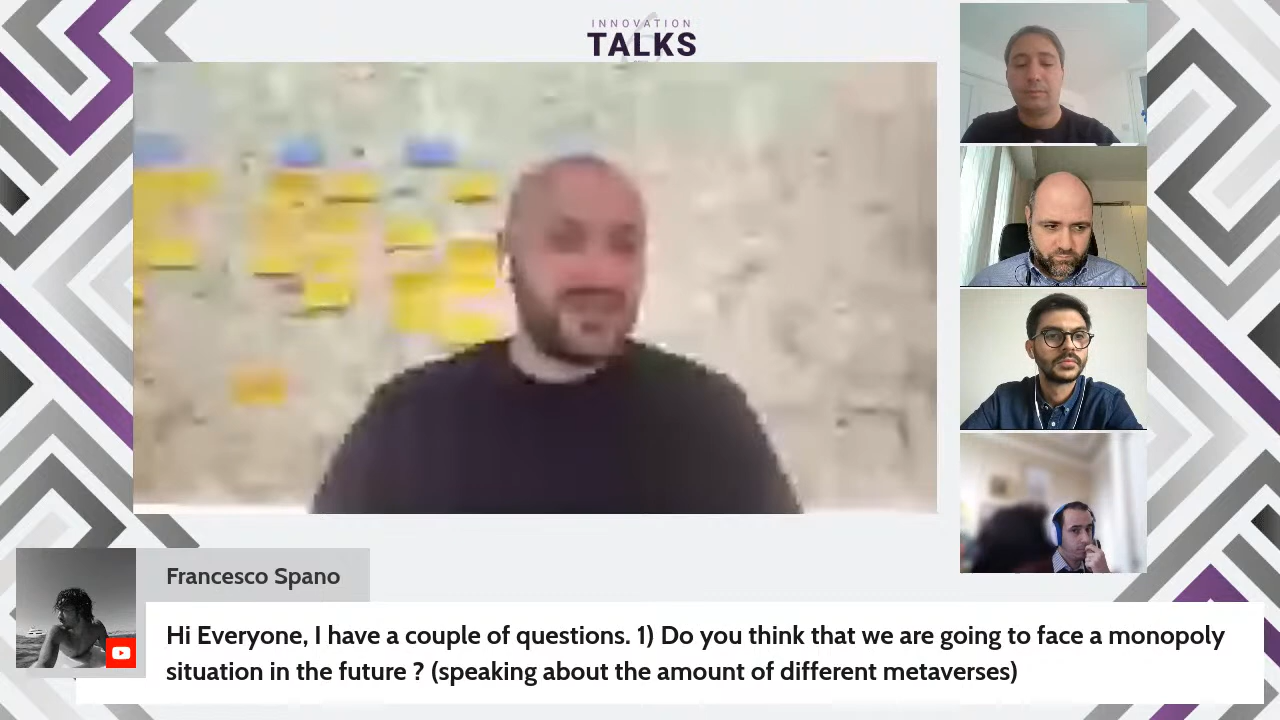 INNOVATION
TALKS
Francesco Spano
Hi Everyone, I have a couple of questions. 1) Do you think that we are going to face a monopoly
situation in the future ? (speaking about the amount of different metaverses)